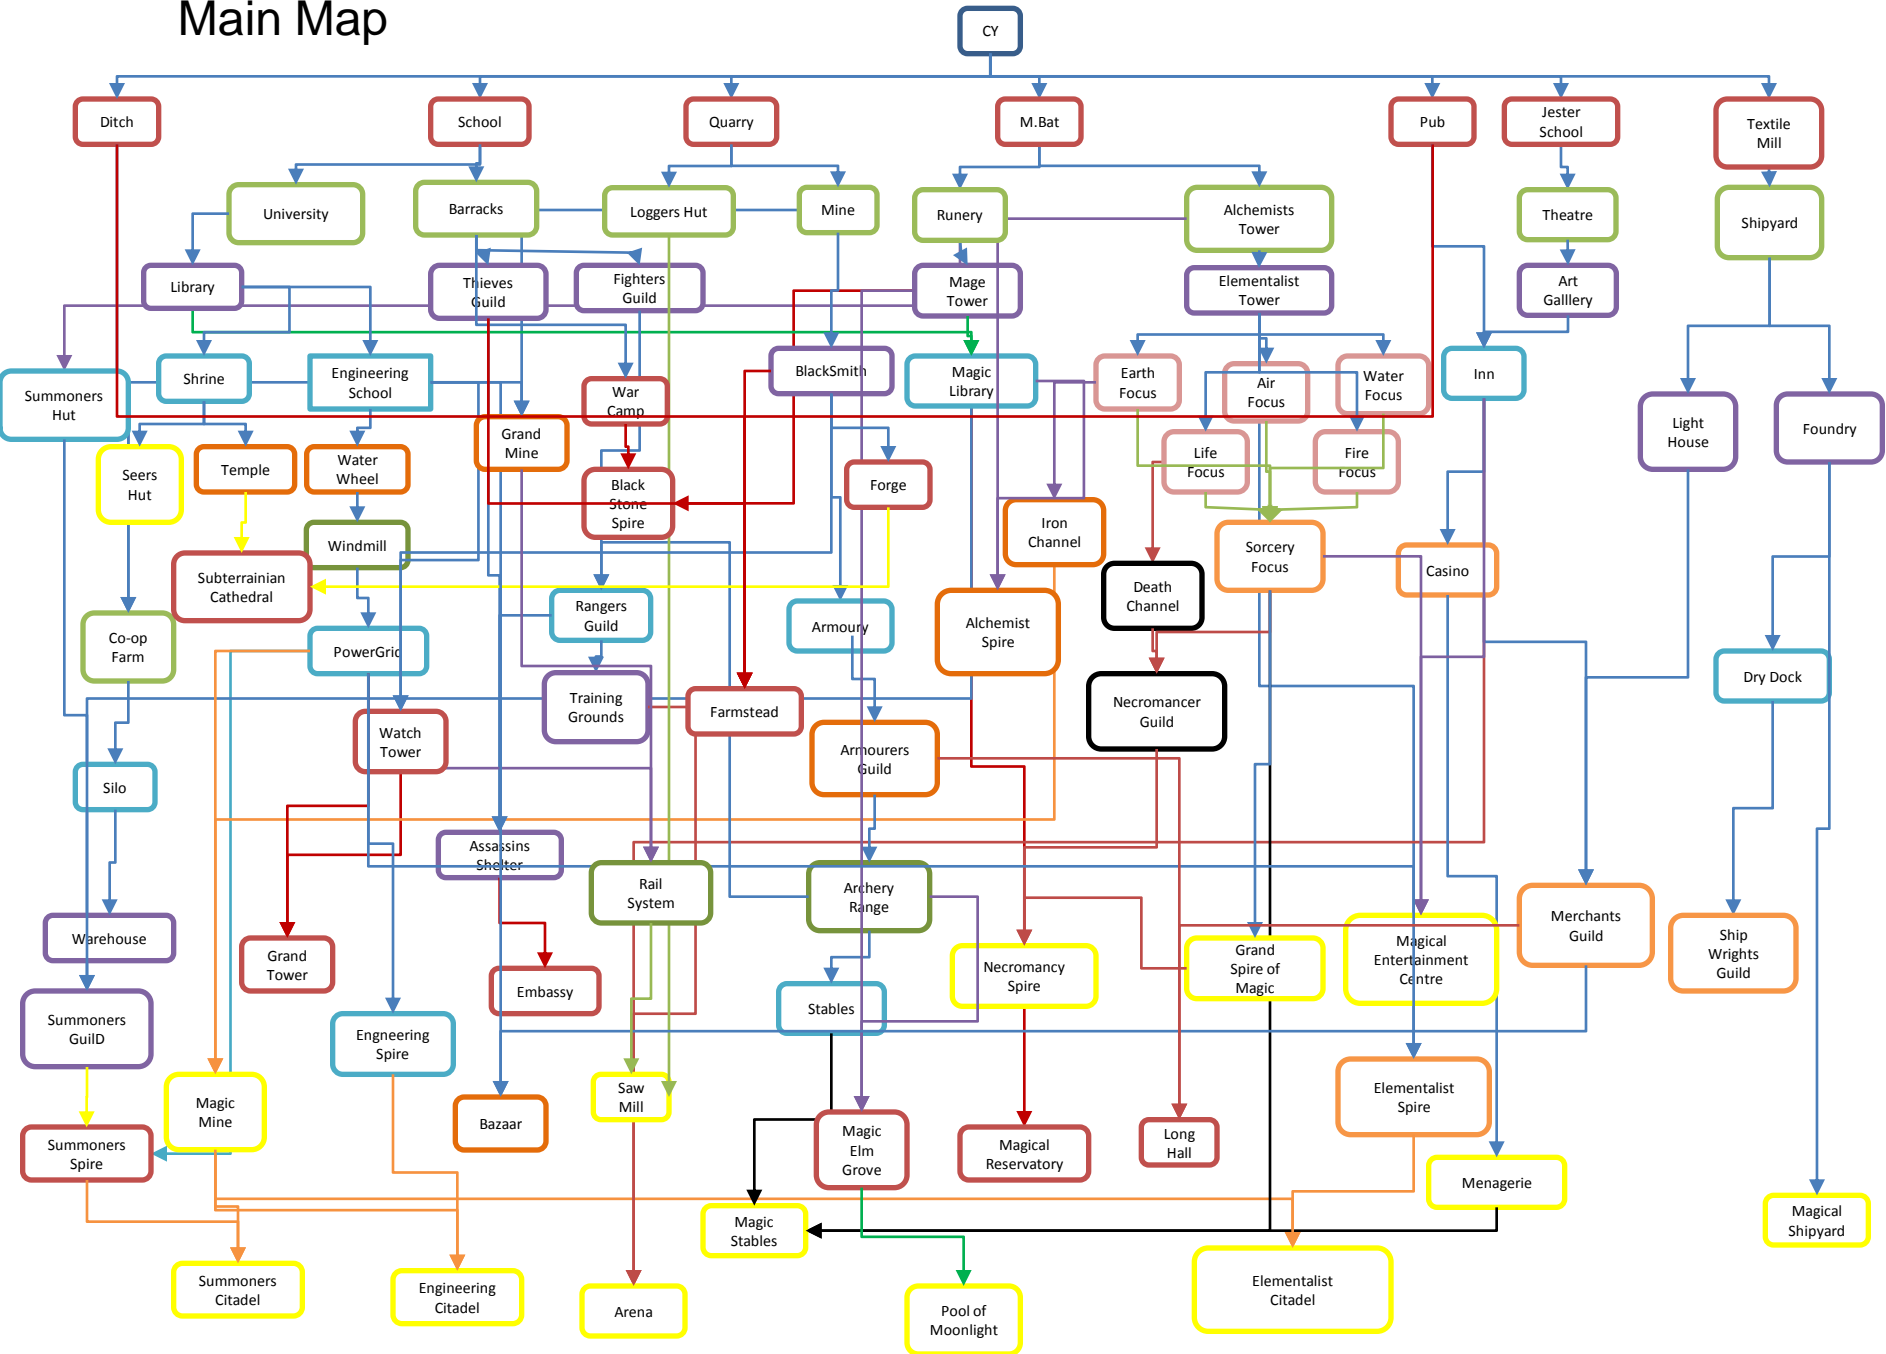 Main Map
CY
Ditch
School
Quarry
M.Bat
Pub
Jester
School
Textile
Mill
University
Barracks
Loggers Hut
Mine
Runery
Alchemists
Tower
Theatre
Shipyard
Library
Thieves
Guild
Fighters
Guild
Mage
Tower
Elementalist
Tower
Art
Galllery
Summoners
Hut
Shrine
Engineering
School
War
Camp
BlackSmith
Magic
Library
Earth
Focus
Air
Focus
Water
Focus
Inn
Light
House
Foundry
Seers
Hut
Temple
Water
Wheel
Grand
Mine
Black
Stone
Spire
Forge
Life
Focus
Fire
Focus
Windmill
Iron
Channel
Sorcery
Focus
Casino
Subterrainian
Cathedral
Rangers
Guild
Armoury
Alchemist
Spire
Death
Channel
Co-op
Farm
PowerGrid
Training
Grounds
Farmstead
Necromancer
Guild
Dry Dock
Watch
Tower
Armourers
Guild
Silo
Assassins
Shelter
Rail
System
Archery
Range
Merchants
Guild
Warehouse
Grand
Tower
Embassy
Necromancy
Spire
Grand
Spire of
Magic
Magical
Entertainment
Centre
Ship
Wrights
Guild
Summoners
GuilD
Engneering
Spire
Stables
Magic
Mine
Bazaar
Saw
Mill
Elementalist
Spire
Summoners
Spire
Magic
Elm
Grove
Magical
Reservatory
Long
Hall
Menagerie
Magic
Stables
Magical
Shipyard
Summoners
Citadel
Engineering
Citadel
Arena
Pool of
Moonlight
Elementalist
Citadel